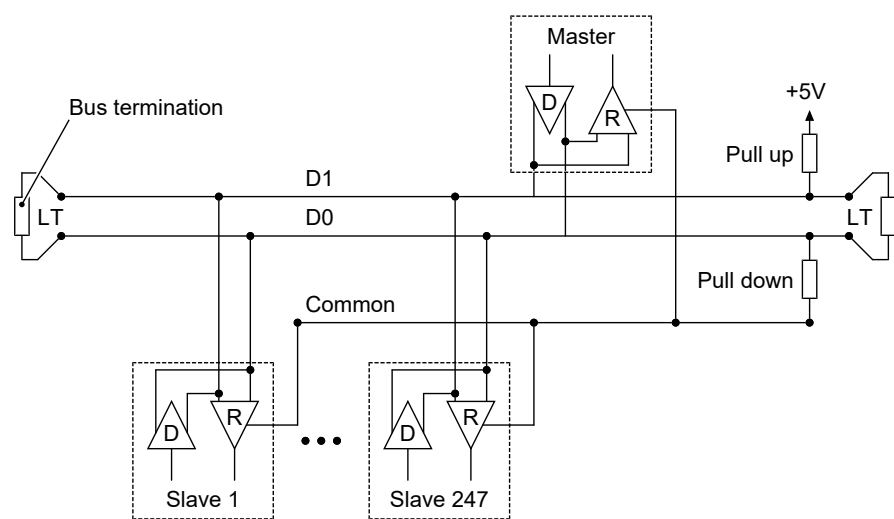 Master
D
R
+5V
Bus termination
Pull up
D1
LT
D0
LT
Pull down
Common
D
R
D
R
Slave 1
Slave 247